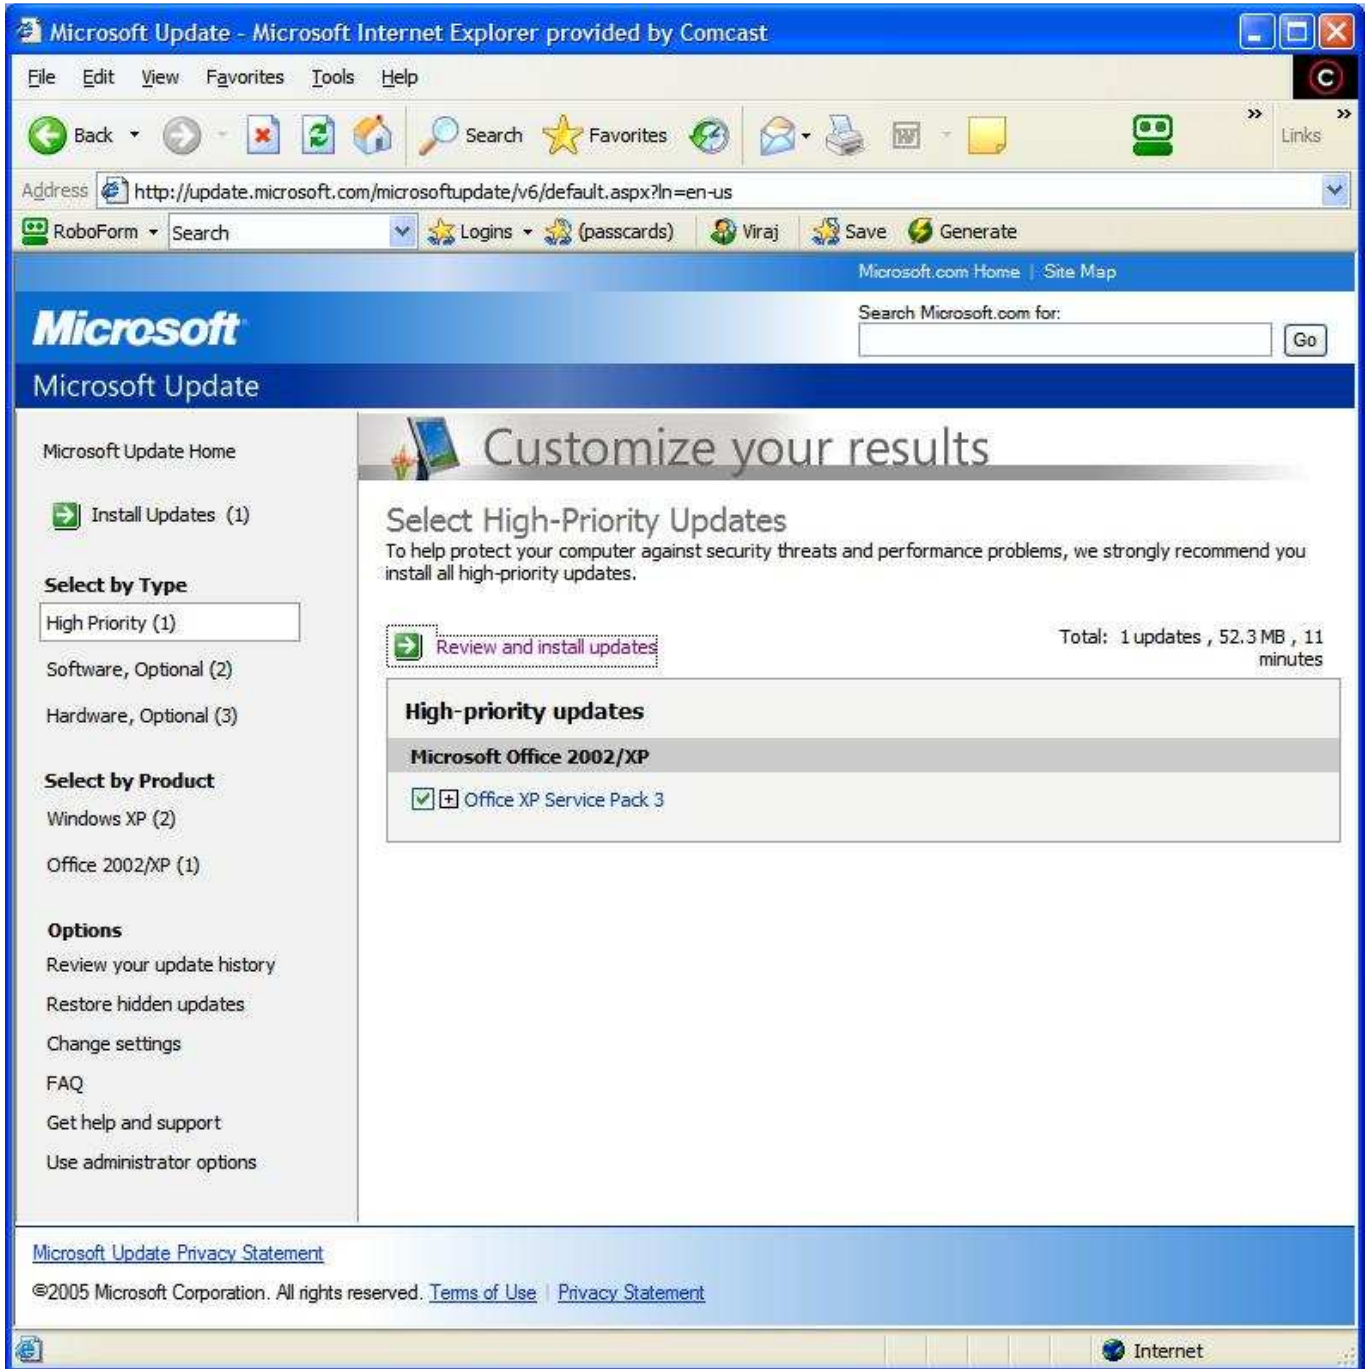 Microsoft Update - Microsoft Internet Explorer provided by Comcast
File Edit View Favorites Tools Help
C
Back Search Favorites W » Links »
Address http://update.microsoft.com/microsoftupdate/v6/default.aspx?ln=en-us
RoboForm Search Logins (passcards) Viraj Save Generate
Microsoft.com Home | Site Map
Microsoft
Search Microsoft.com for:
Go
Microsoft Update
Microsoft Update Home
Install Updates (1)
Select by Type
High Priority (1)
Software, Optional (2)
Hardware, Optional (3)
Select by Product
Windows XP (2)
Office 2002/XP (1)
Options
Review your update history
Restore hidden updates
Change settings
FAQ
Get help and support
Use administrator options
Customize your results
Select High-Priority Updates
To help protect your computer against security threats and performance problems, we strongly recommend you
install all high-priority updates.
Review and install updates
Total: 1 updates , 52.3 MB , 11
minutes
High-priority updates
Microsoft Office 2002/XP
Office XP Service Pack 3
Microsoft Update Privacy Statement
©2005 Microsoft Corporation. All rights reserved. Terms of Use | Privacy Statement
Internet